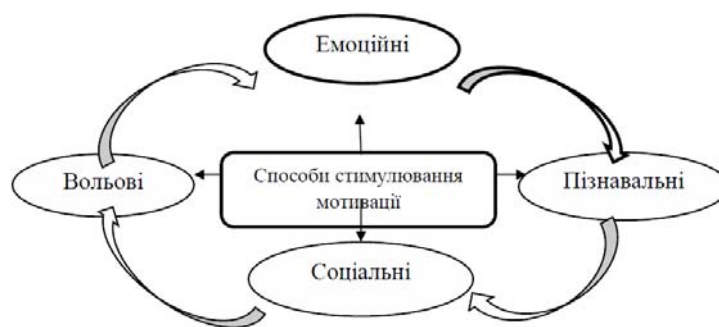 Емоційні
Вольові
Способи стимулювання
мотивації
Пізнавальні
Соціальні